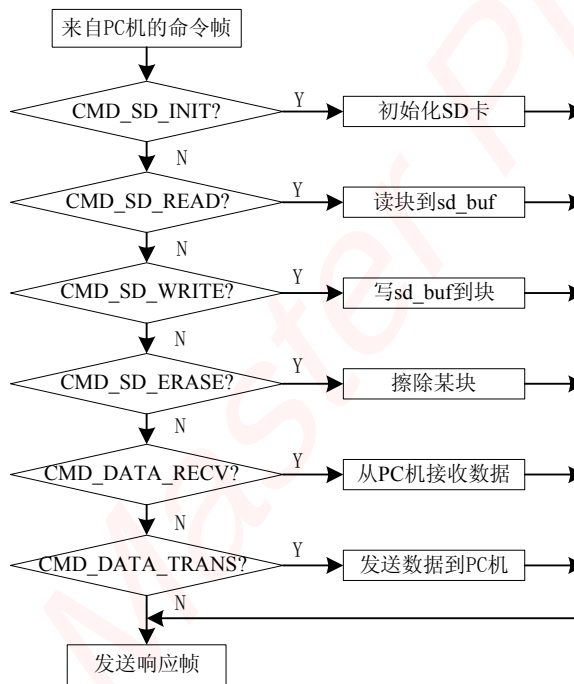 来自PC机的命令帧
CMD_SD_INIT?
Y
初始化SD卡
N
CMD_SD_READ?
Y
读块到sd_buf
N
CMD_SD_WRITE?
Y
写sd_buf到块
N
CMD_SD_ERASE?
Y
擦除某块
N
CMD_DATA_RECV?
Y
从PC机接收数据
N
CMD_DATA_TRANS?
Y
发送数据到PC机
N
发送响应帧
Master P